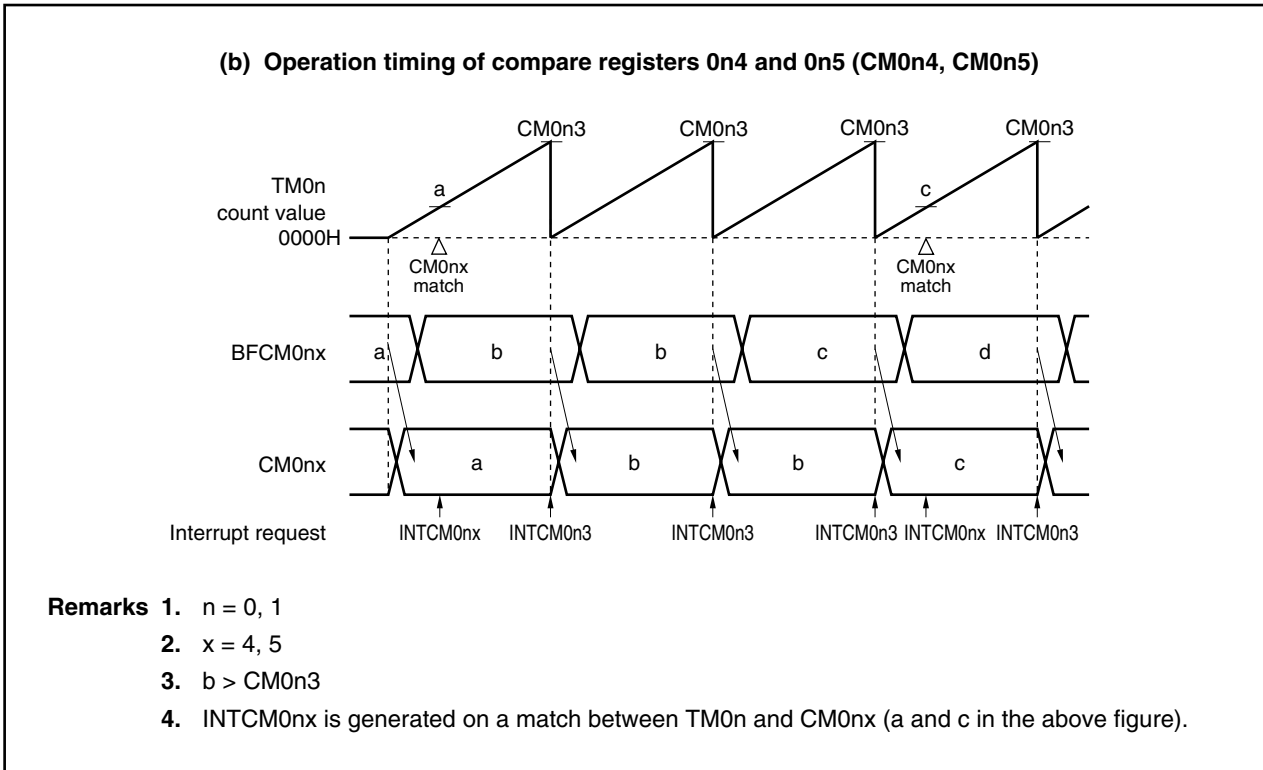 (b) Operation timing of compare registers 0n4 and 0n5 (CM0n4, CM0n5)
CM0n3 CM0n3 CM0n3 CM0n3
TM0n
count value
0000H
a c
CM0nx
match
CM0nx
match
BFCM0nx a b b c d
CM0nx a b b c
Interrupt request INTCM0nx INTCM0n3 INTCM0n3 INTCM0n3 INTCM0nx INTCM0n3
Remarks 1. n = 0, 1
2. x = 4, 5
3. b > CM0n3
4. INTCM0nx is generated on a match between TM0n and CM0nx (a and c in the above figure).